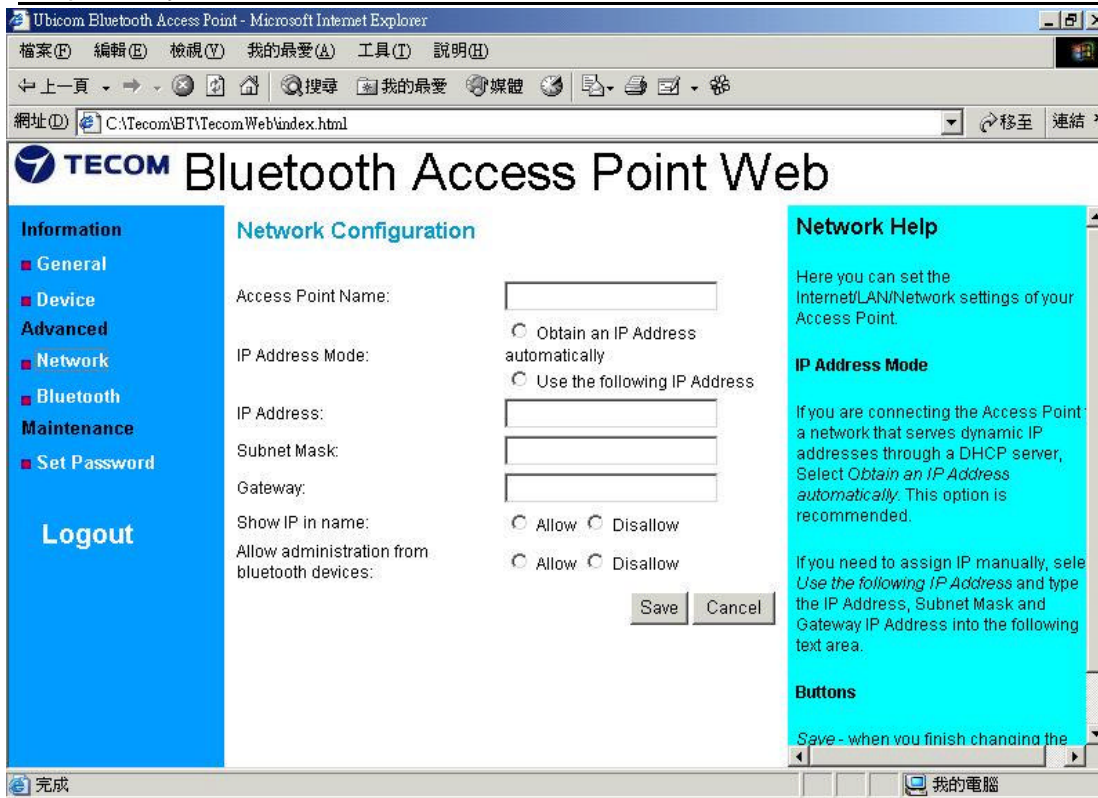 Ubicom Bluetooth Access Point - Microsoft Internet Explorer
檔案(F) 編輯(E) 檢視(V) 我的最愛(A) 工具(T) 說明(H)
上一頁 搜尋 我的最愛 媒體
網址(D) C:\Tecom\BT\TecomWeb\index.html 移至 連結
TECOM Bluetooth Access Point Web
Information
General
Device
Advanced
Network
Bluetooth
Maintenance
Set Password
Logout
Network Configuration
Access Point Name:
IP Address Mode:
Obtain an IP Address
automatically
Use the following IP Address
IP Address:
Subnet Mask:
Gateway:
Show IP in name: Allow Disallow
Allow administration from
bluetooth devices: Allow Disallow
Save Cancel
Network Help
Here you can set the
Internet/LAN/Network settings of your
Access Point.
IP Address Mode
If you are connecting the Access Point
a network that serves dynamic IP
addresses through a DHCP server,
Select Obtain an IP Address
automatically. This option is
recommended.
If you need to assign IP manually, sele
Use the following IP Address and type
the IP Address, Subnet Mask and
Gateway IP Address into the following
text area.
Buttons
Save - when you finish changing the
完成 我的電腦